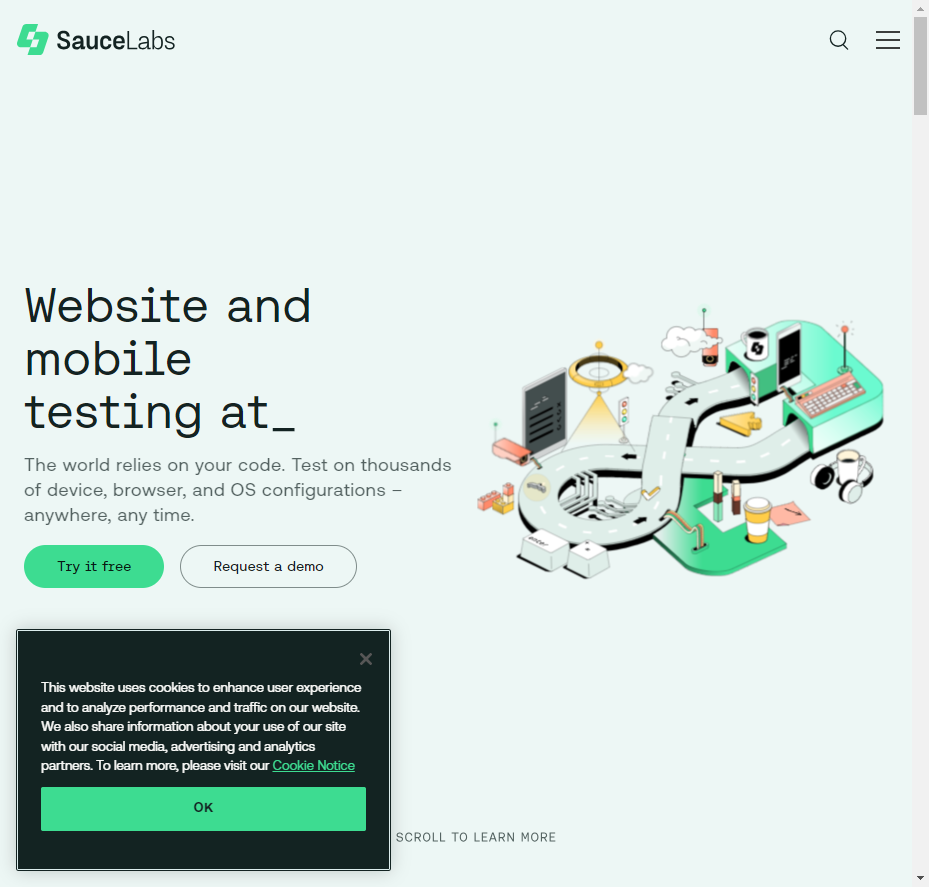 SauceLabs
Website and
mobile
testing at_
The world relies on your code. Test on thousands
of device, browser, and OS configurations –
anywhere, any time.
Try it free
Request a demo
enter
This website uses cookies to enhance user experience
and to analyze performance and traffic on our website.
We also share information about your use of our site
with our social media, advertising and analytics
partners. To learn more, please visit our Cookie Notice
OK
SCROLL TO LEARN MORE